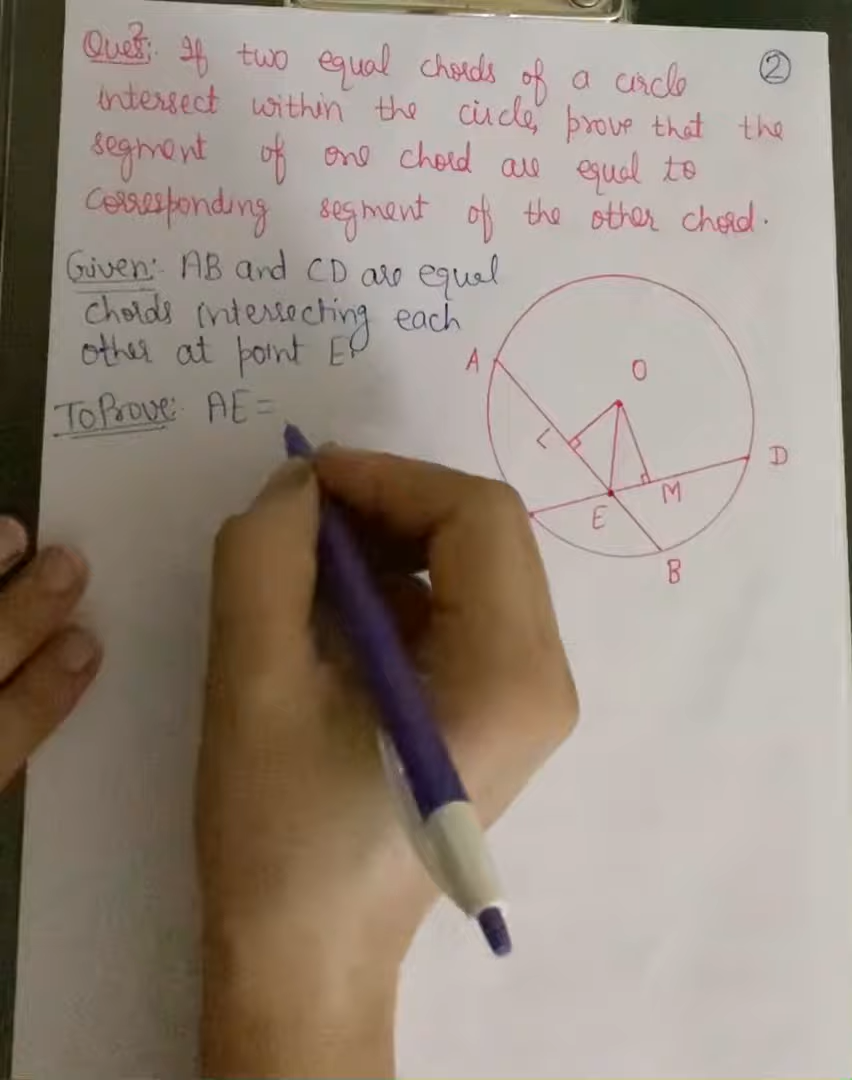 Ques: If two equal chords of a circle
intersect within the circle, prove that the
segment of one chord are equal to
corresponding segment of the other chord.
②
Given: AB and CD are equal
chords intersecting each
other at point E
To Prove: AE=
A
O
L
D
M
E
B